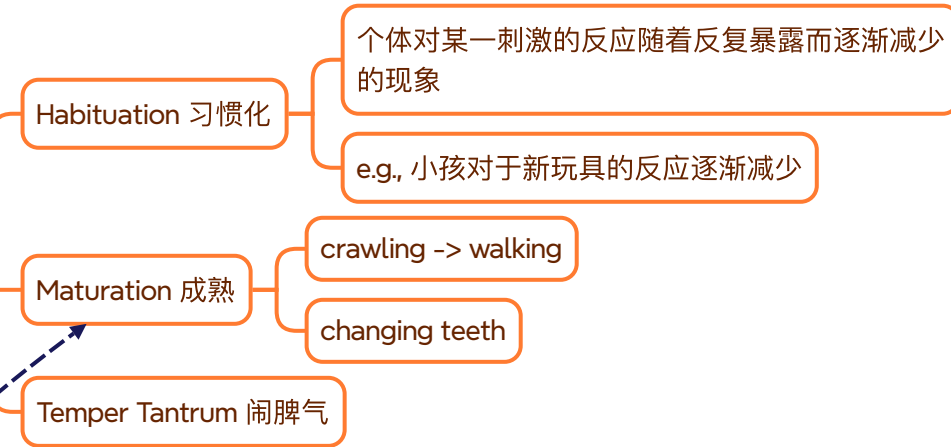 个体对某一刺激的反应随着反复暴露而逐渐减少
的现象
Habituation 习惯化
e.g., 小孩对于新玩具的反应逐渐减少
crawling -> walking
Maturation 成熟
changing teeth
Temper Tantrum 闹脾气